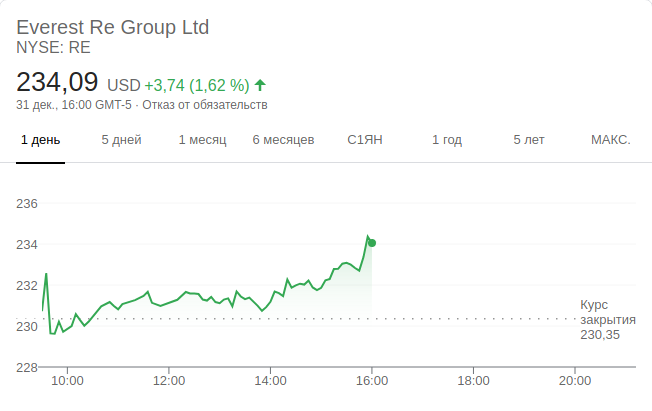 Everest Re Group Ltd
NYSE: RE
234,09 USD +3,74 (1,62 %)
31 дек., 16:00 GMT-5 · Отказ от обязательств
1 день 5 дней 1 месяц 6 месяцев С1ЯН 1 год 5 лет МАКС.
236
234
232
230
228
Курс
закрытия
230,35
10:00 12:00 14:00 16:00 18:00 20:00